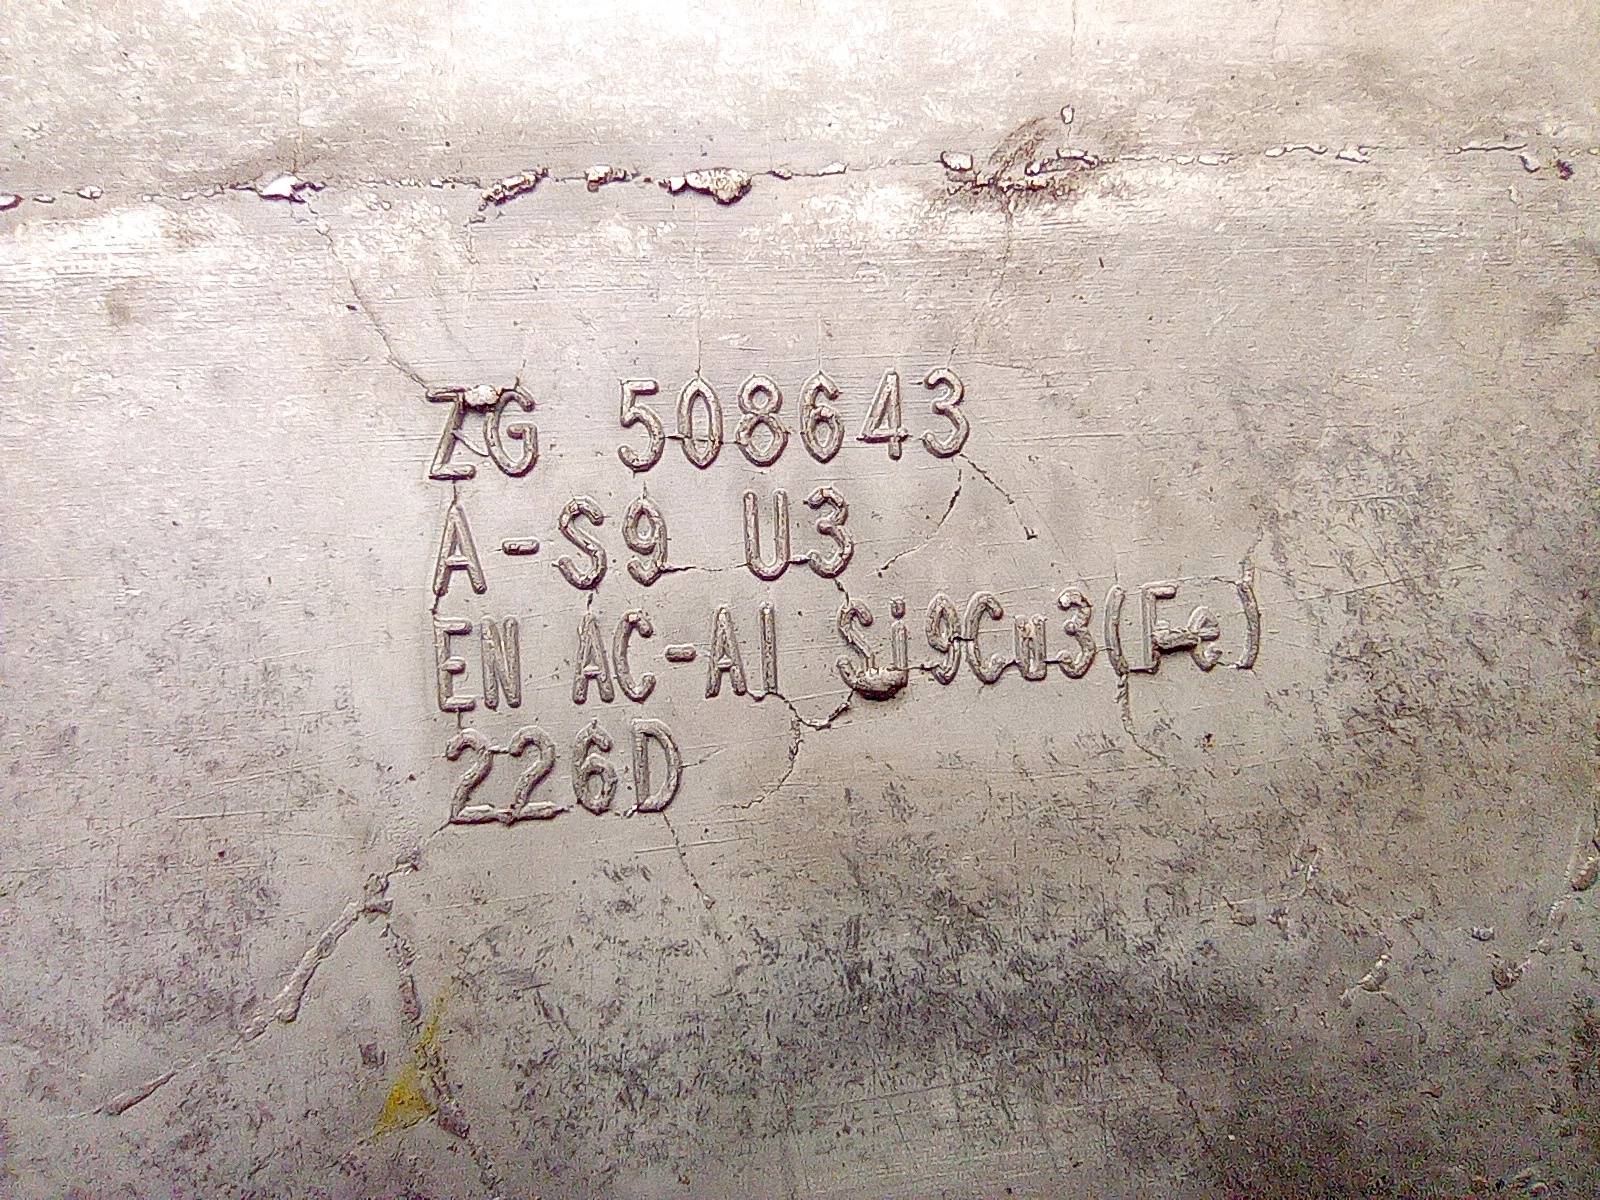 ZG 508643
A-S9 U3
EN AC-Al Si9Cu3(Fe)
226D